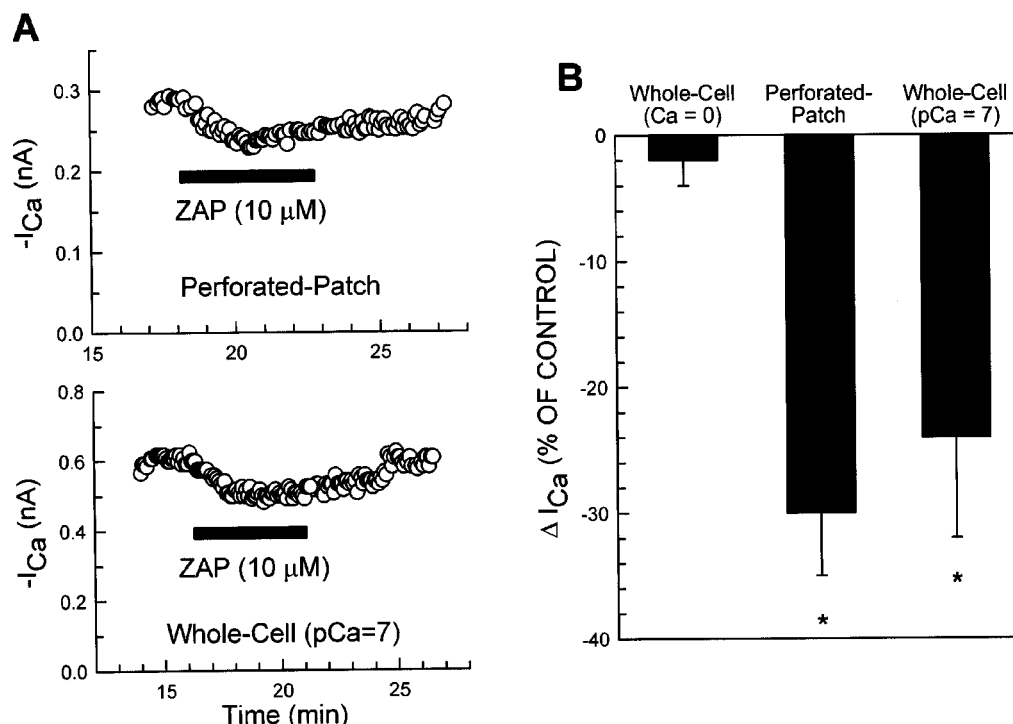 A
0.3
0.2
0.1
0.0
-ICa (nA)
ZAP (10 μM)
Perforated-Patch
15
20
25
0.8
0.6
0.4
0.2
0.0
-ICa (nA)
ZAP (10 μM)
Whole-Cell (pCa=7)
15
20
25
Time (min)
B
Whole-Cell
(Ca = 0)
Perforated-
Patch
Whole-Cell
(pCa = 7)
0
-10
-20
-30
-40
Δ ICa (% OF CONTROL)
*
*